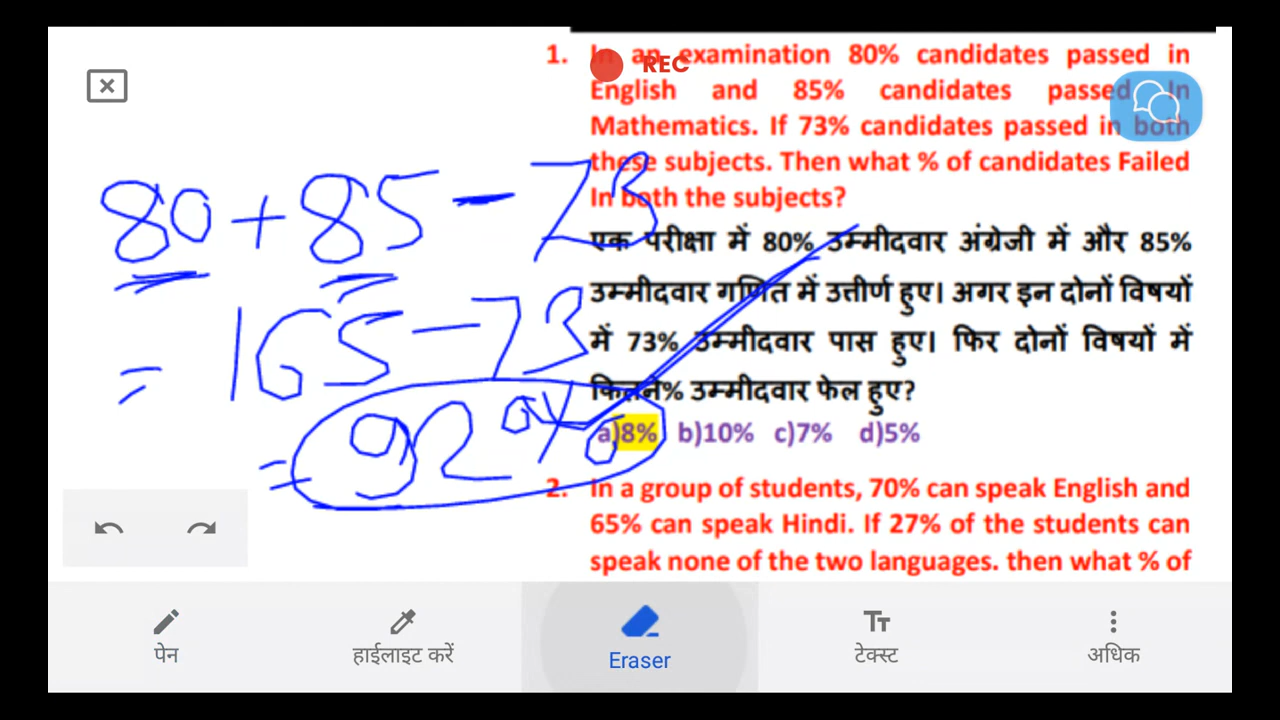 REC
1. In an examination 80% candidates passed in
English and 85% candidates passed In
Mathematics. If 73% candidates passed in both
these subjects. Then what % of candidates Failed
In both the subjects?
एक परीक्षा में 80% उम्मीदवार अंग्रेजी में और 85%
उम्मीदवार गणित में उत्तीर्ण हुए। अगर इन दोनों विषयों
में 73% उम्मीदवार पास हुए। फिर दोनों विषयों में
कितने% उम्मीदवार फेल हुए?
a)8% b)10% c)7% d)5%
2. In a group of students, 70% can speak English and
65% can speak Hindi. If 27% of the students can
speak none of the two languages. then what % of
80+85-73
= 165-73
= 92%
पेन
हाईलाइट करें
Eraser
Tт
टेक्स्ट
अधिक